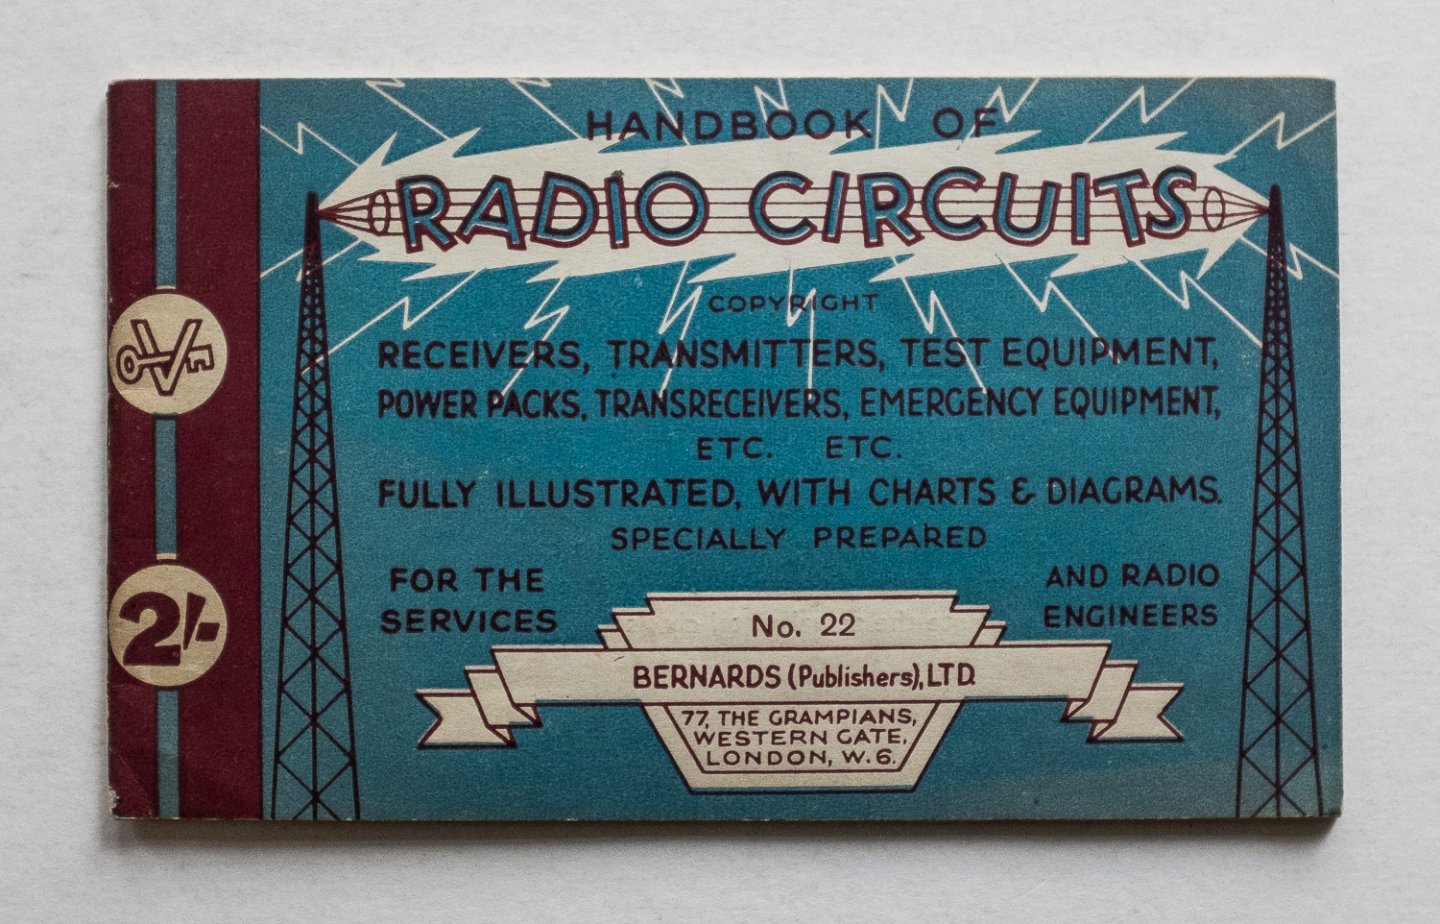 HANDBOOK OF
RADIO CIRCUITS
COPYRIGHT
RECEIVERS, TRANSMITTERS, TEST EQUIPMENT,
POWER PACKS, TRANSRECEIVERS, EMERGENCY EQUIPMENT,
ETC. ETC.
FULLY ILLUSTRATED, WITH CHARTS & DIAGRAMS.
SPECIALLY PREPARED
FOR THE
SERVICES
AND RADIO
ENGINEERS
No. 22
BERNARDS (Publishers), LTD.
77, THE GRAMPIANS,
WESTERN GATE,
LONDON, W. 6.
V
2/-